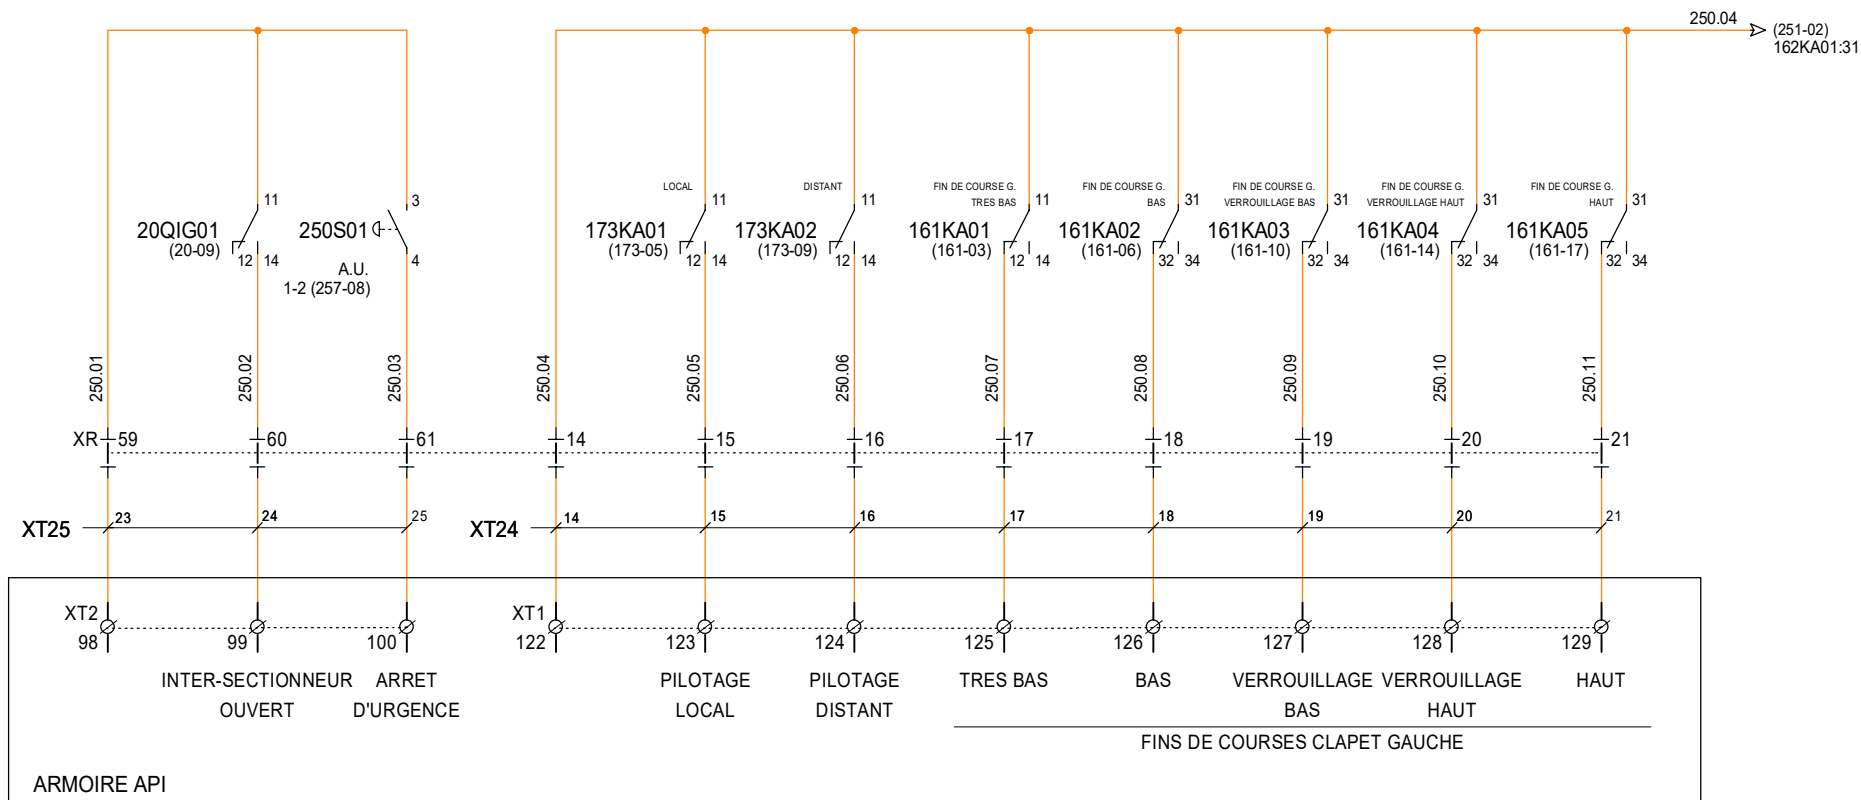 250.04
(251-02)
162KA01:31
20QIG01
(20-09)
11
12 14
250S01
3
4
A.U.
1-2 (257-08)
LOCAL
173KA01
(173-05)
11
12 14
DISTANT
173KA02
(173-09)
11
12 14
FIN DE COURSE G.
TRES BAS
161KA01
(161-03)
11
12 14
FIN DE COURSE G.
BAS
161KA02
(161-06)
31
32 34
FIN DE COURSE G.
VERROUILLAGE BAS
161KA03
(161-10)
31
32 34
FIN DE COURSE G.
VERROUILLAGE HAUT
161KA04
(161-14)
31
32 34
FIN DE COURSE G.
HAUT
161KA05
(161-17)
31
32 34
250.01 250.02 250.03 250.04 250.05 250.06 250.07 250.08 250.09 250.10 250.11
XR 59 60 61 14 15 16 17 18 19 20 21
XT25 23 24 25 XT24 14 15 16 17 18 19 20 21
XT2 XT1
98 99 100 122 123 124 125 126 127 128 129
INTER-SECTIONNEUR
OUVERT
ARRET
D'URGENCE
PILOTAGE
LOCAL
PILOTAGE
DISTANT
TRES BAS
BAS
VERROUILLAGE
BAS
VERROUILLAGE
HAUT
HAUT
FINS DE COURSES CLAPET GAUCHE
ARMOIRE API